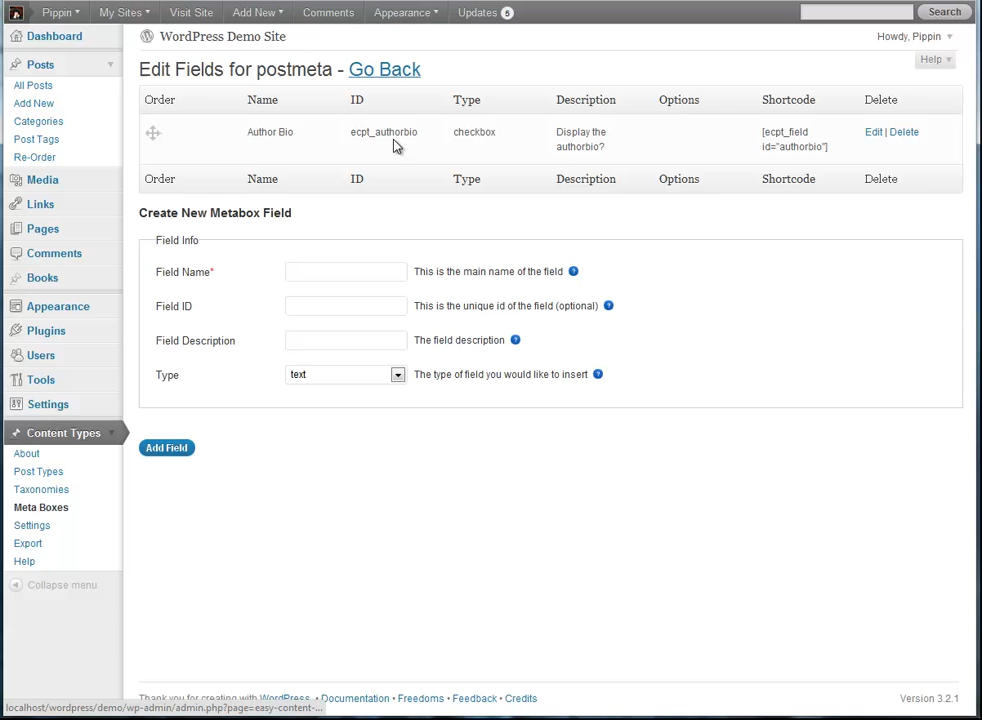 Pippin My Sites Visit Site Add New Comments Appearance Updates 5 Search
WordPress Demo Site Howdy, Pippin
Help
Dashboard
Posts
All Posts
Add New
Categories
Post Tags
Re-Order
Media
Links
Pages
Comments
Books
Appearance
Plugins
Users
Tools
Settings
Content Types
About
Post Types
Taxonomies
Meta Boxes
Settings
Export
Help
Collapse menu
Edit Fields for postmeta - Go Back
Order Name ID Type Description Options Shortcode Delete
Author Bio ecpt_authorbio checkbox Display the [ecpt_field Edit | Delete
authorbio? id="authorbio"]
Order Name ID Type Description Options Shortcode Delete
Create New Metabox Field
Field Info
Field Name* This is the main name of the field ?
Field ID This is the unique id of the field (optional) ?
Field Description The field description ?
Type text The type of field you would like to insert ?
Add Field
Thank you for creating with WordPress. • Documentation • Freedoms • Feedback • Credits Version 3.2.1
localhost/wordpress/demo/wp-admin/admin.php?page=easy-content-...